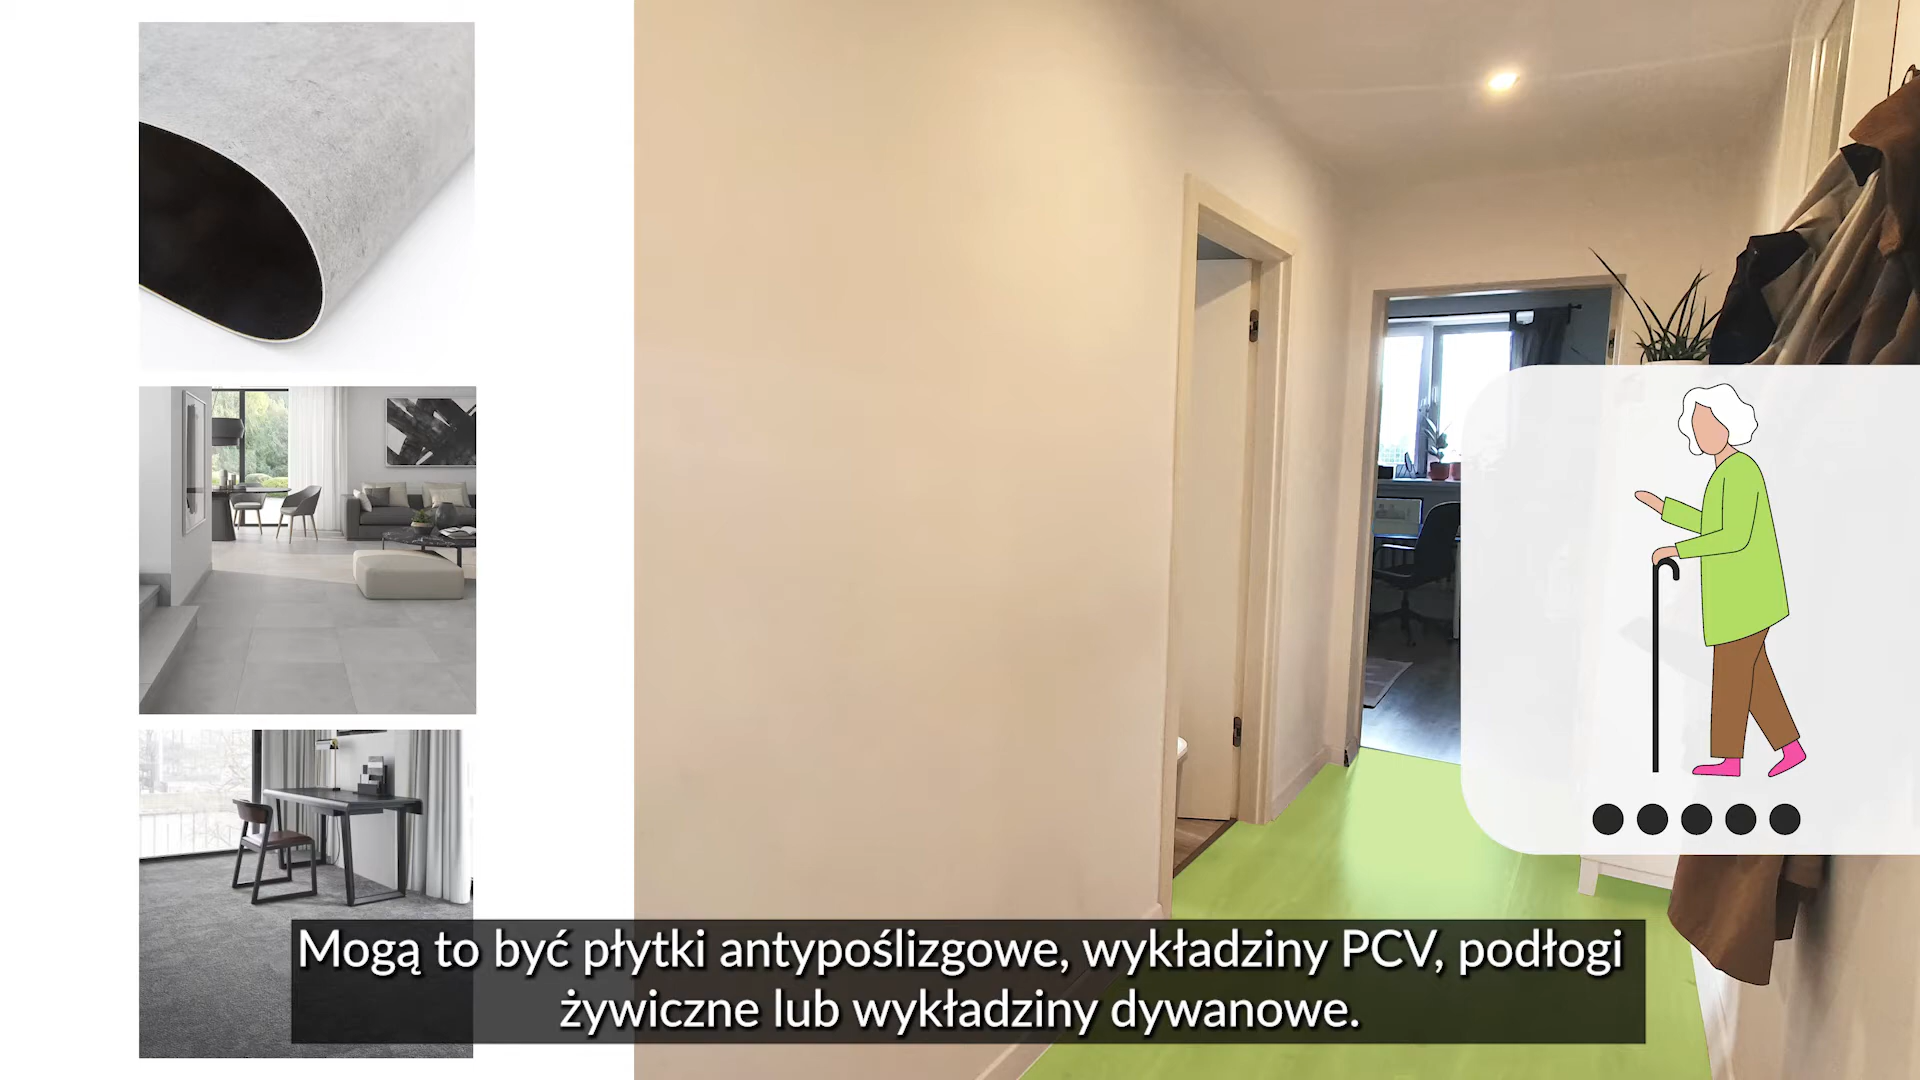 Mogą to być płytki antypoślizgowe, wykładziny PCV, podłogi
żywiczne lub wykładziny dywanowe.